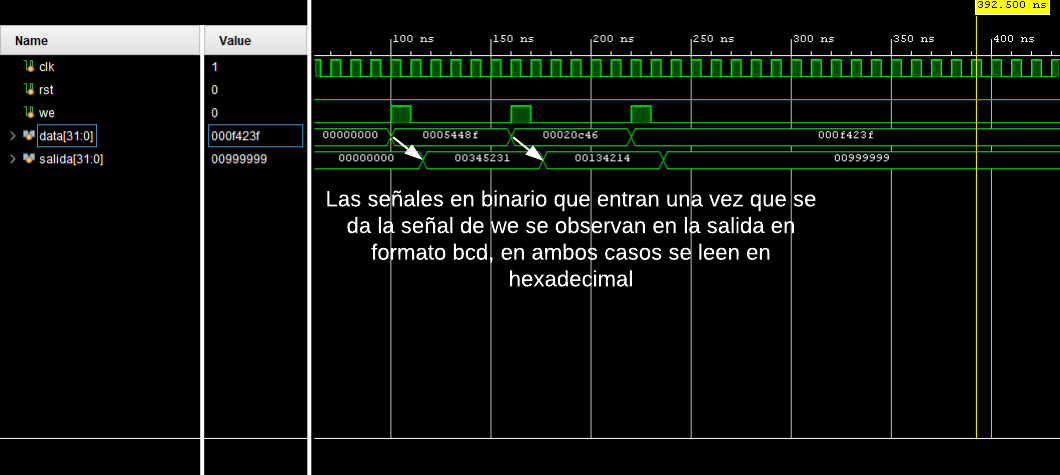 392.500 ns
Name Value
100 ns 150 ns 200 ns 250 ns 300 ns 350 ns 400 ns
clk 1
rst 0
we 0
data[31:0] 000f423f 00000000 0005448f 00020c46 000f423f
salida[31:0] 00999999 00000000 00345231 00134214 00999999
Las señales en binario que entran una vez que se
da la señal de we se observan en la salida en
formato bcd, en ambos casos se leen en
hexadecimal